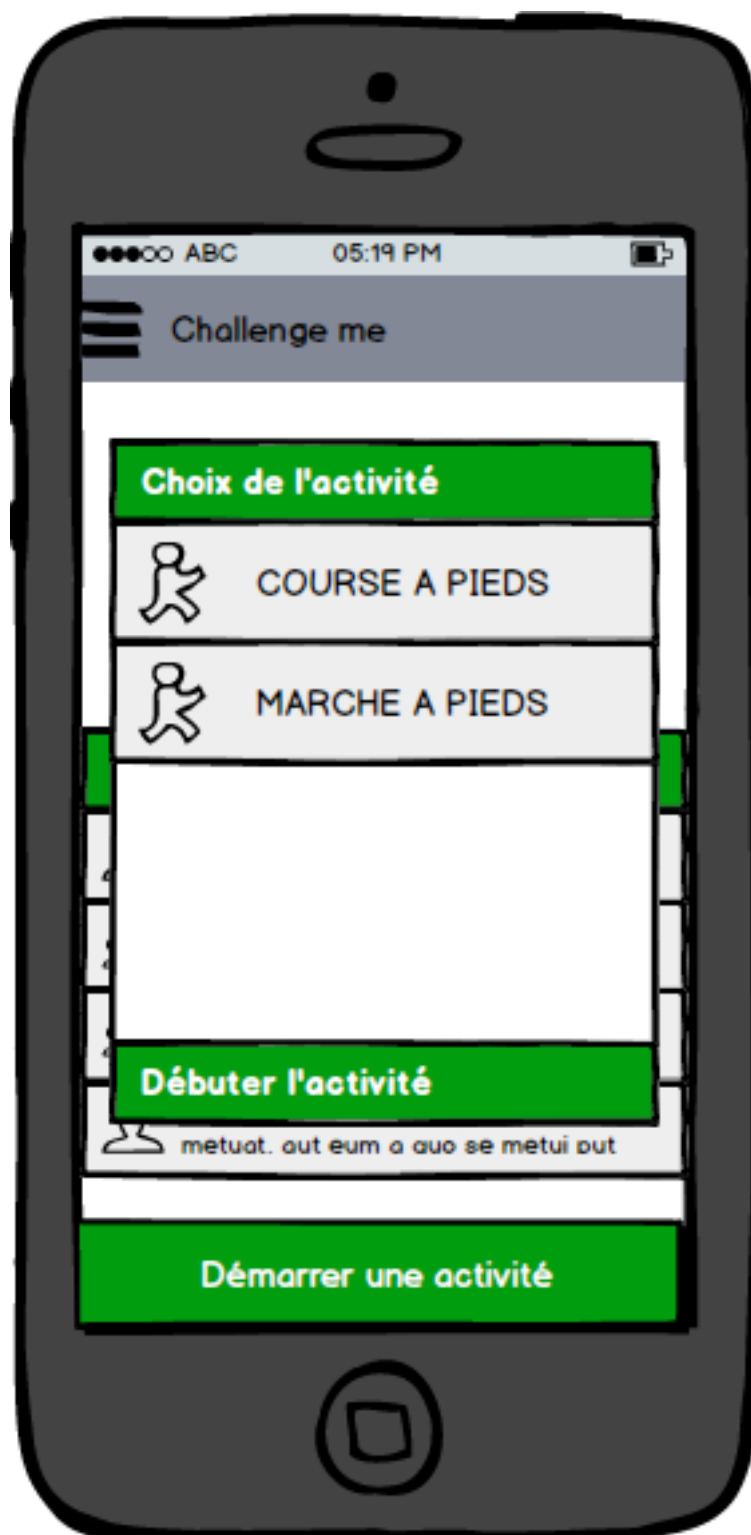 ABC 05:19 PM
Challenge me
Choix de l'activité
COURSE A PIEDS
MARCHE A PIEDS
Débuter l'activité
metuat, aut eum a quo se metui put
Démarrer une activité